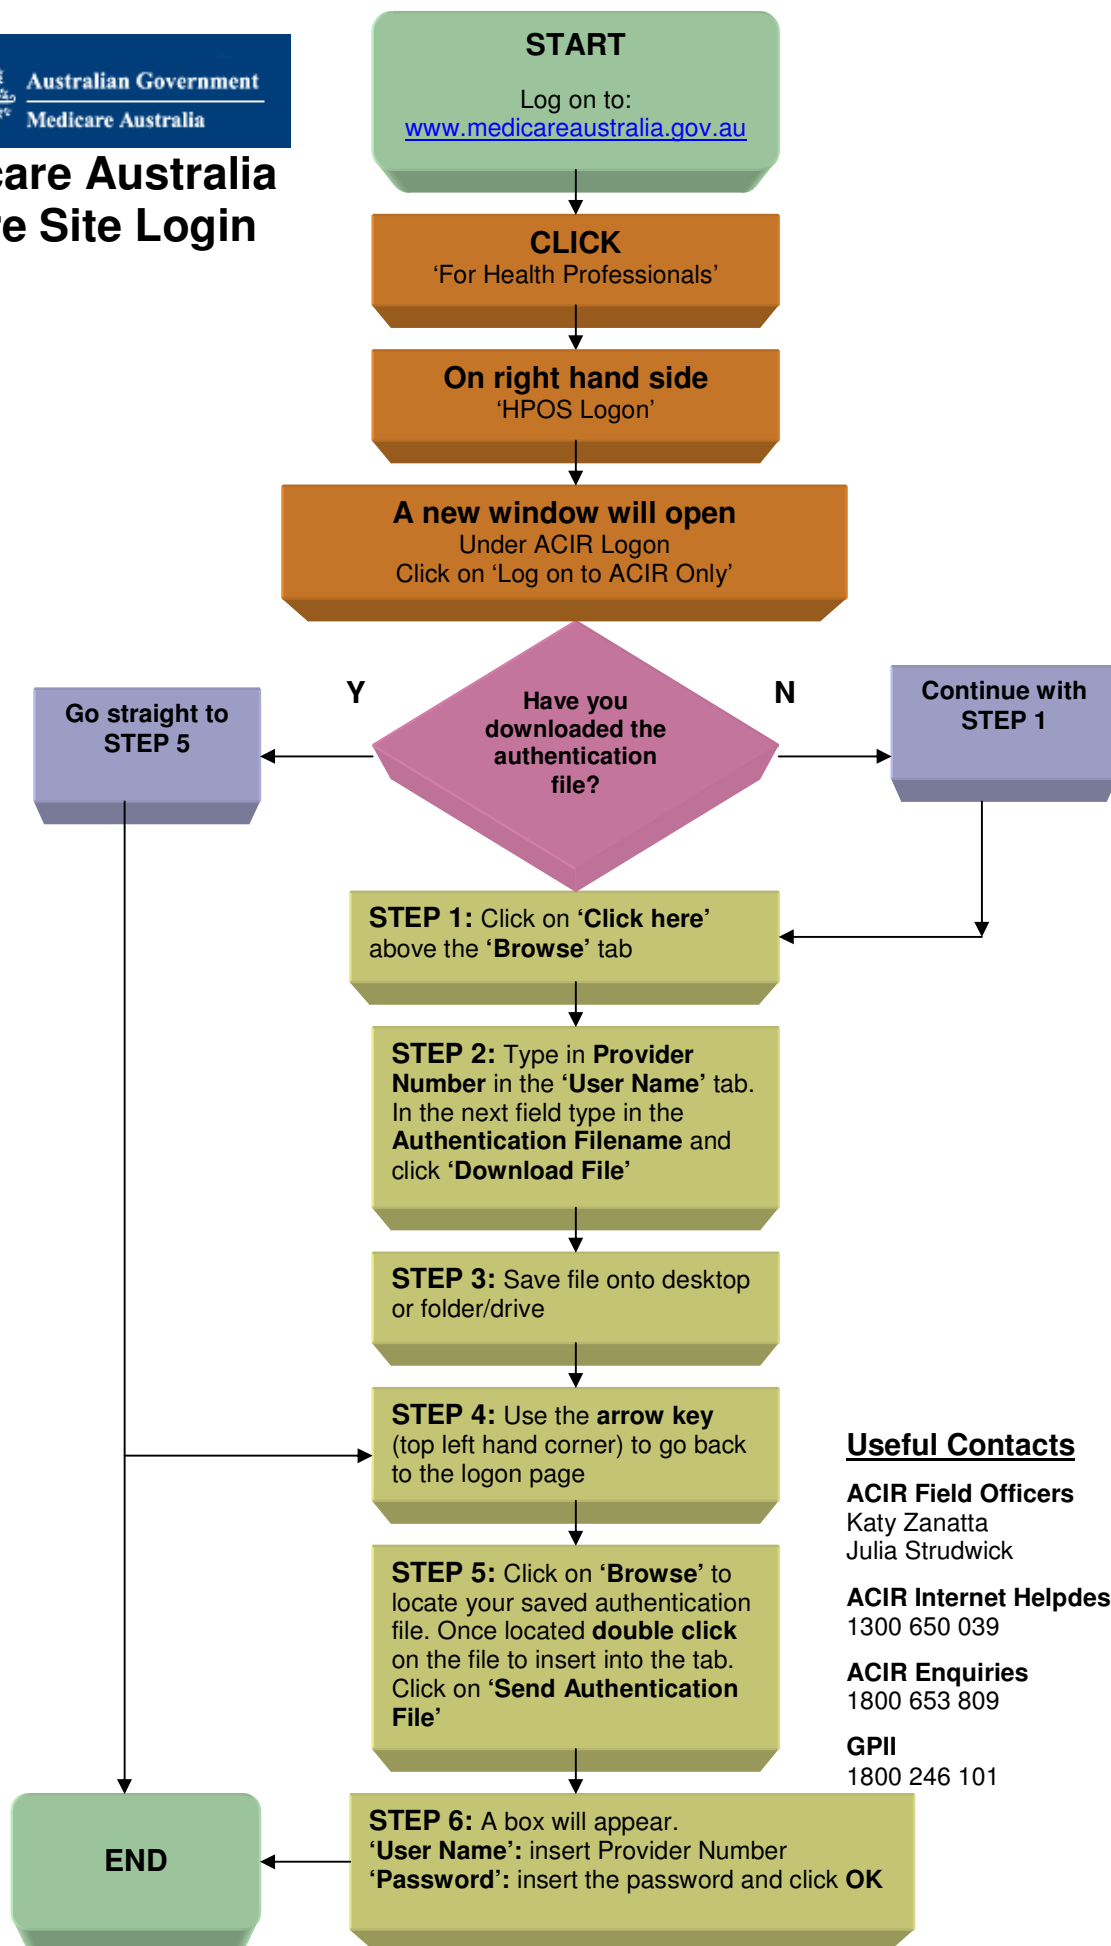 START
Log on to:
www.medicareaustralia.gov.au
Australian Government
Medicare Australia
care Australia
re Site Login
CLICK
‘For Health Professionals’
On right hand side
‘HPOS Logon’
A new window will open
Under ACIR Logon
Click on ‘Log on to ACIR Only’
Y
N
Go straight to
STEP 5
Have you
downloaded the
authentication
file?
Continue with
STEP 1
STEP 1: Click on ‘Click here’
above the ‘Browse’ tab
STEP 2: Type in Provider
Number in the ‘User Name’ tab.
In the next field type in the
Authentication Filename and
click ‘Download File’
STEP 3: Save file onto desktop
or folder/drive
STEP 4: Use the arrow key
(top left hand corner) to go back
to the logon page
STEP 5: Click on ‘Browse’ to
locate your saved authentication
file. Once located double click
on the file to insert into the tab.
Click on ‘Send Authentication
File’
STEP 6: A box will appear.
‘User Name’: insert Provider Number
‘Password’: insert the password and click OK
END
Useful Contacts
ACIR Field Officers
Katy Zanatta
Julia Strudwick
ACIR Internet Helpdes
1300 650 039
ACIR Enquiries
1800 653 809
GPII
1800 246 101